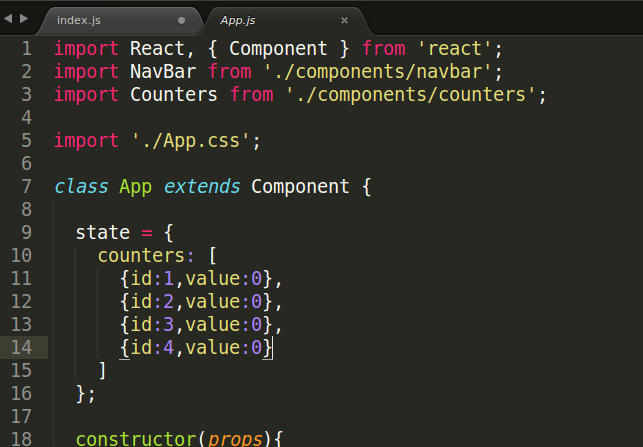 index.js
App.js
1 import React, { Component } from 'react';
2 import NavBar from './components/navbar';
3 import Counters from './components/counters';
4
5 import './App.css';
6
7 class App extends Component {
8
9 state = {
10 counters: [
11 {id:1,value:0},
12 {id:2,value:0},
13 {id:3,value:0},
14 {id:4,value:0}
15 ]
16 };
17
18 constructor(props){